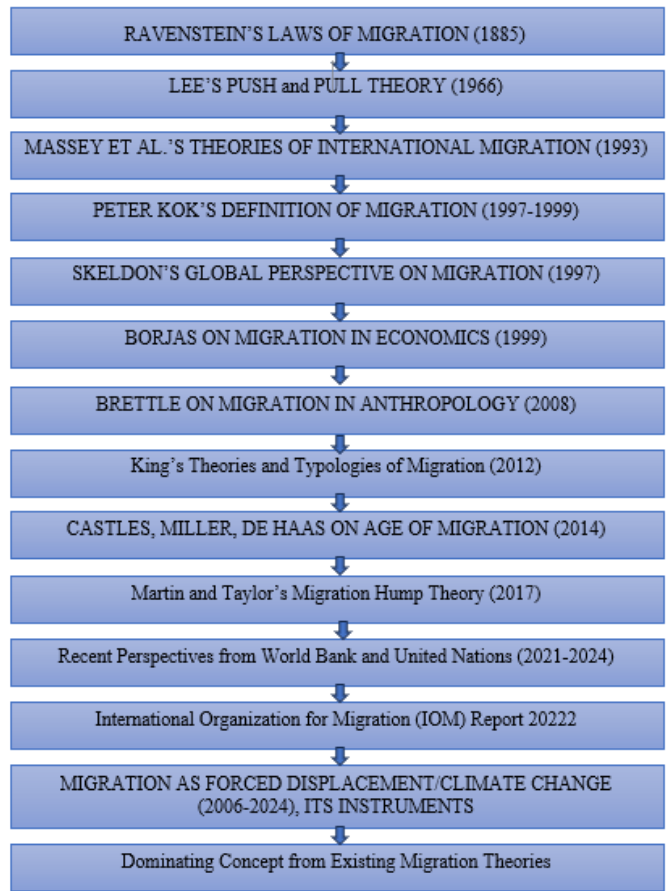 RAVENSTEIN'S LAWS OF MIGRATION (1885)
LEE'S PUSH and PULL THEORY (1966)
MASSEY ET AL.'S THEORIES OF INTERNATIONAL MIGRATION (1993)
PETER KOK'S DEFINITION OF MIGRATION (1997-1999)
SKELDON'S GLOBAL PERSPECTIVE ON MIGRATION (1997)
BORJAS ON MIGRATION IN ECONOMICS (1999)
BRETTLE ON MIGRATION IN ANTHROPOLOGY (2008)
King's Theories and Typologies of Migration (2012)
CASTLES, MILLER, DE HAAS ON AGE OF MIGRATION (2014)
Martin and Taylor's Migration Hump Theory (2017)
Recent Perspectives from World Bank and United Nations (2021-2024)
International Organization for Migration (IOM) Report 20222
MIGRATION AS FORCED DISPLACEMENT/CLIMATE CHANGE
(2006-2024), ITS INSTRUMENTS
Dominating Concept from Existing Migration Theories